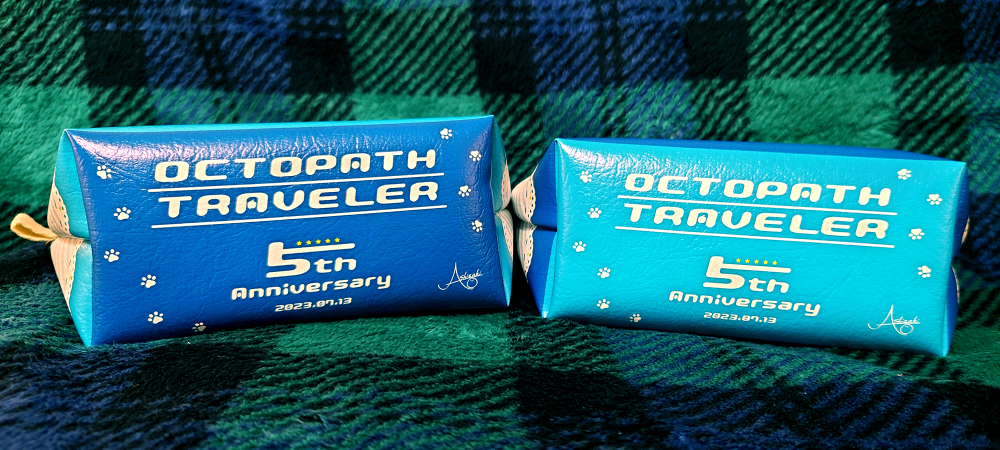 OCTOPATH
TRAVELER
5th
Anniversary
2023.07.13
OCTOPATH
TRAVELER
5th
Anniversary
2023.07.13